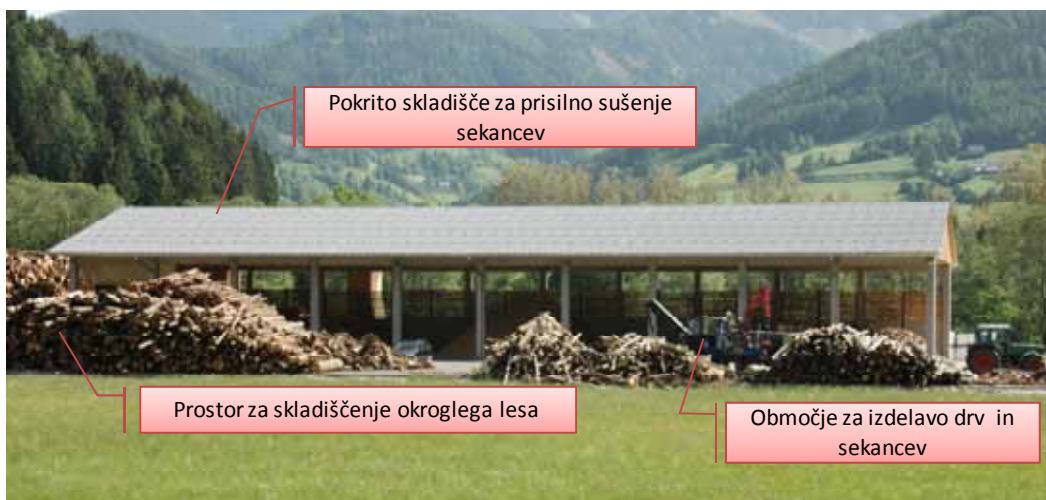 Pokrito skladišče za prisilno sušenje
sekancev
Prostor za skladiščenje okroglega lesa
Območje za izdelavo drv in
sekancev